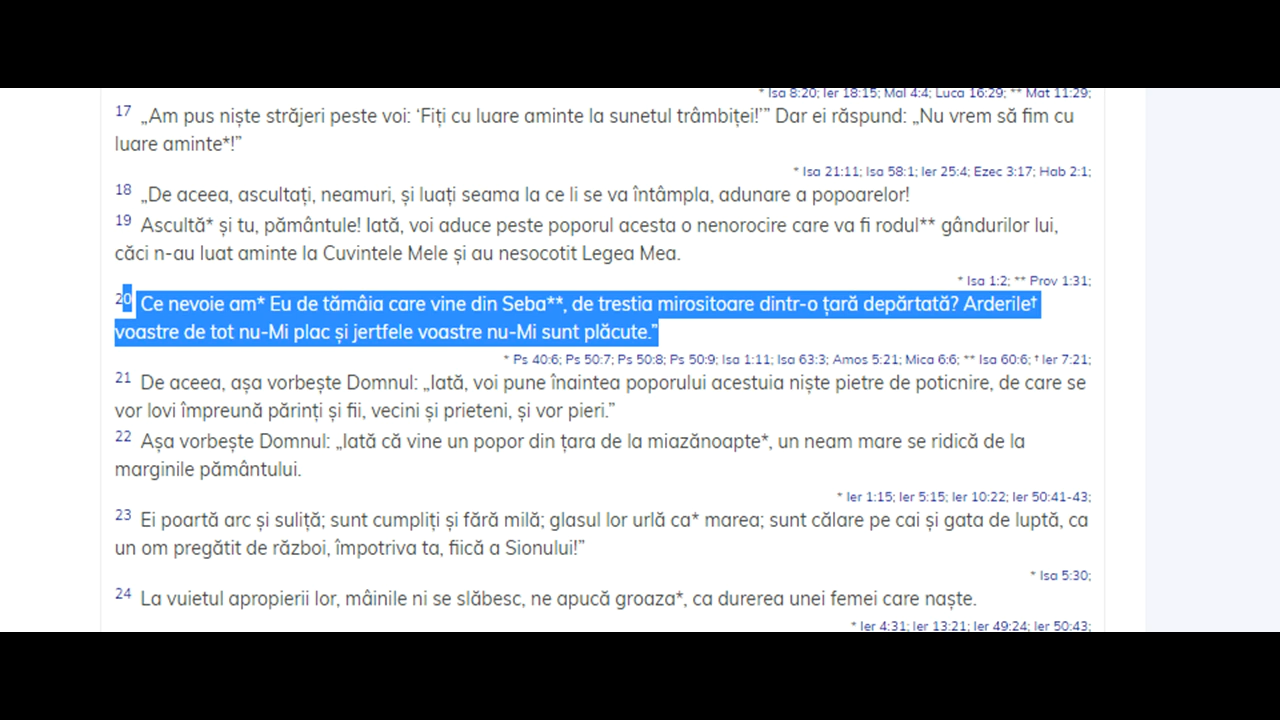 * Isa 8:20; Ier 18:15; Mal 4:4; Luca 16:29; ** Mat 11:29;
17 „Am pus niște străjeri peste voi: ‘Fiți cu luare aminte la sunetul trâmbiței!’” Dar ei răspund: „Nu vrem să fim cu
luare aminte*!”
* Isa 21:11; Isa 58:1; Ier 25:4; Ezec 3:17; Hab 2:1;
18 „De aceea, ascultați, neamuri, și luați seama la ce li se va întâmpla, adunare a popoarelor!
19 Ascultă* și tu, pământule! Iată, voi aduce peste poporul acesta o nenorocire care va fi rodul** gândurilor lui,
căci n-au luat aminte la Cuvintele Mele și au nesocotit Legea Mea.
* Isa 1:2; ** Prov 1:31;
20 Ce nevoie am* Eu de tămâia care vine din Seba**, de trestia mirositoare dintr-o țară depărtată? Arderile†
voastre de tot nu-Mi plac și jertfele voastre nu-Mi sunt plăcute.”
* Ps 40:6; Ps 50:7; Ps 50:8; Ps 50:9; Isa 1:11; Isa 63:3; Amos 5:21; Mica 6:6; ** Isa 60:6; † Ier 7:21;
21 De aceea, așa vorbește Domnul: „Iată, voi pune înaintea poporului acestuia niște pietre de poticnire, de care se
vor lovi împreună părinți și fii, vecini și prieteni, și vor pieri.”
22 Așa vorbește Domnul: „Iată că vine un popor din țara de la miazănoapte*, un neam mare se ridică de la
marginile pământului.
* Ier 1:15; Ier 5:15; Ier 10:22; Ier 50:41-43;
23 Ei poartă arc și suliță; sunt cumpliți și fără milă; glasul lor urlă ca* marea; sunt călare pe cai și gata de luptă, ca
un om pregătit de război, împotriva ta, fiică a Sionului!”
* Isa 5:30;
24 La vuietul apropierii lor, mâinile ni se slăbesc, ne apucă groaza*, ca durerea unei femei care naște.
* Ier 4:31; Ier 13:21; Ier 49:24; Ier 50:43;